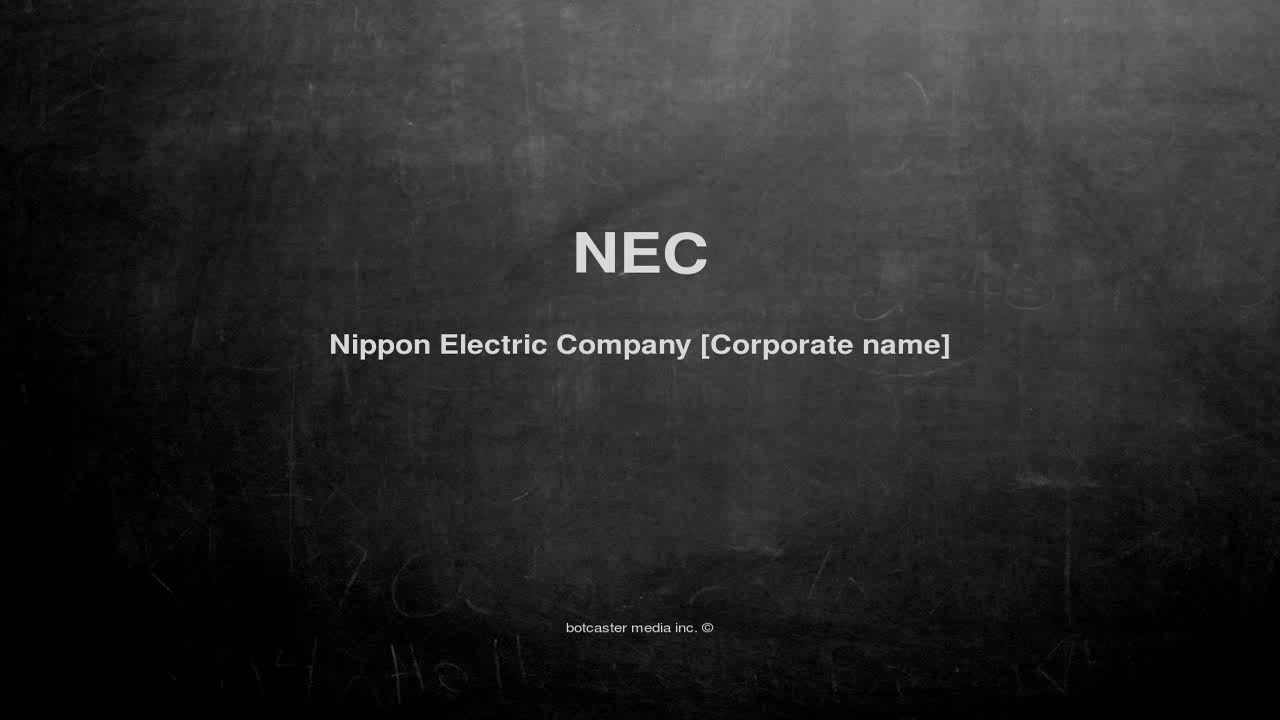 NEC
Nippon Electric Company [Corporate name]
botcaster media inc. ©